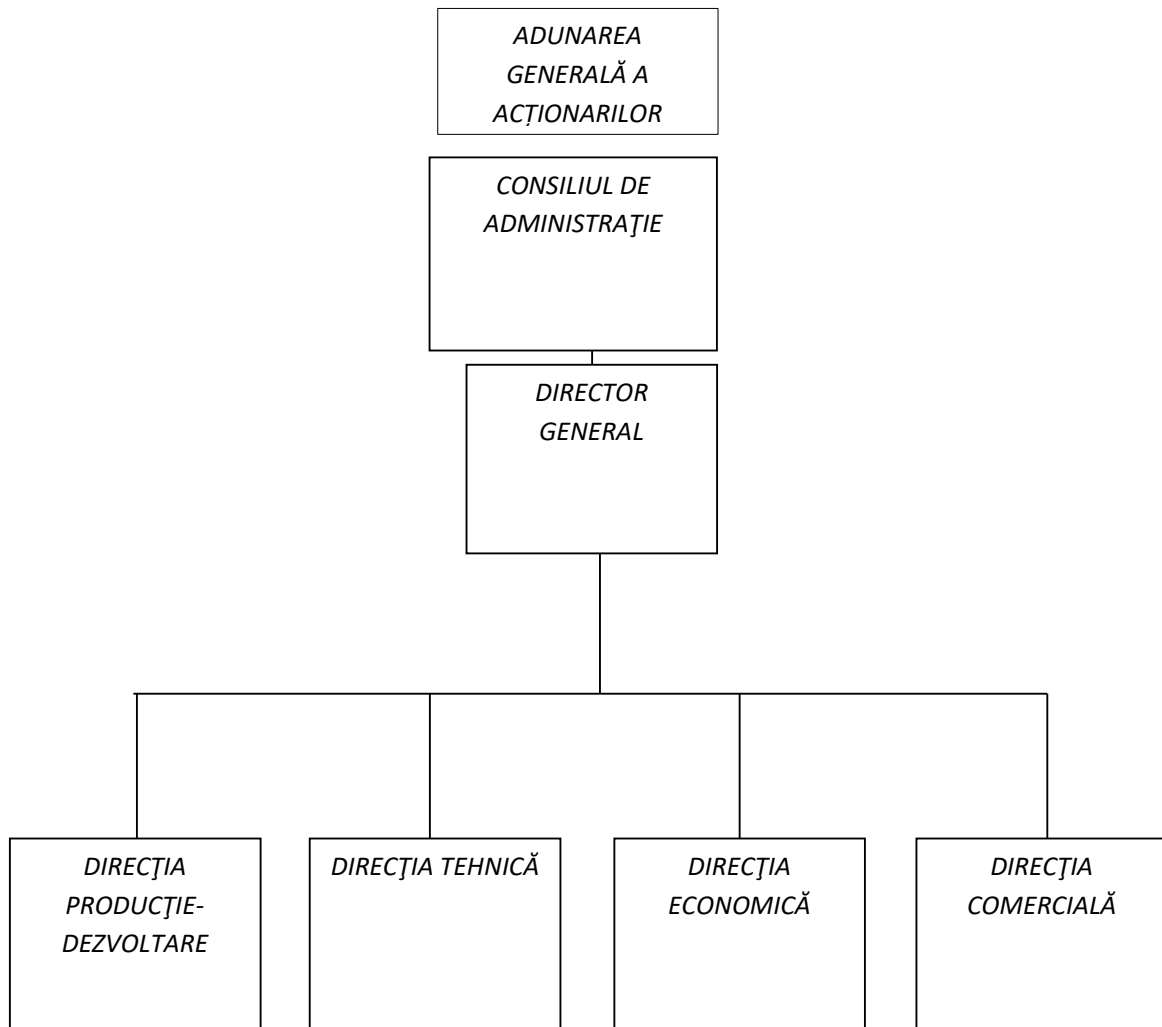 ADUNAREA
GENERALĂ A
ACȚIONARILOR
CONSILIUL DE
ADMINISTRAŢIE
DIRECTOR
GENERAL
DIRECŢIA
PRODUCŢIE-
DEZVOLTARE
DIRECŢIA TEHNICĂ
DIRECŢIA
ECONOMICĂ
DIRECŢIA
COMERCIALĂ